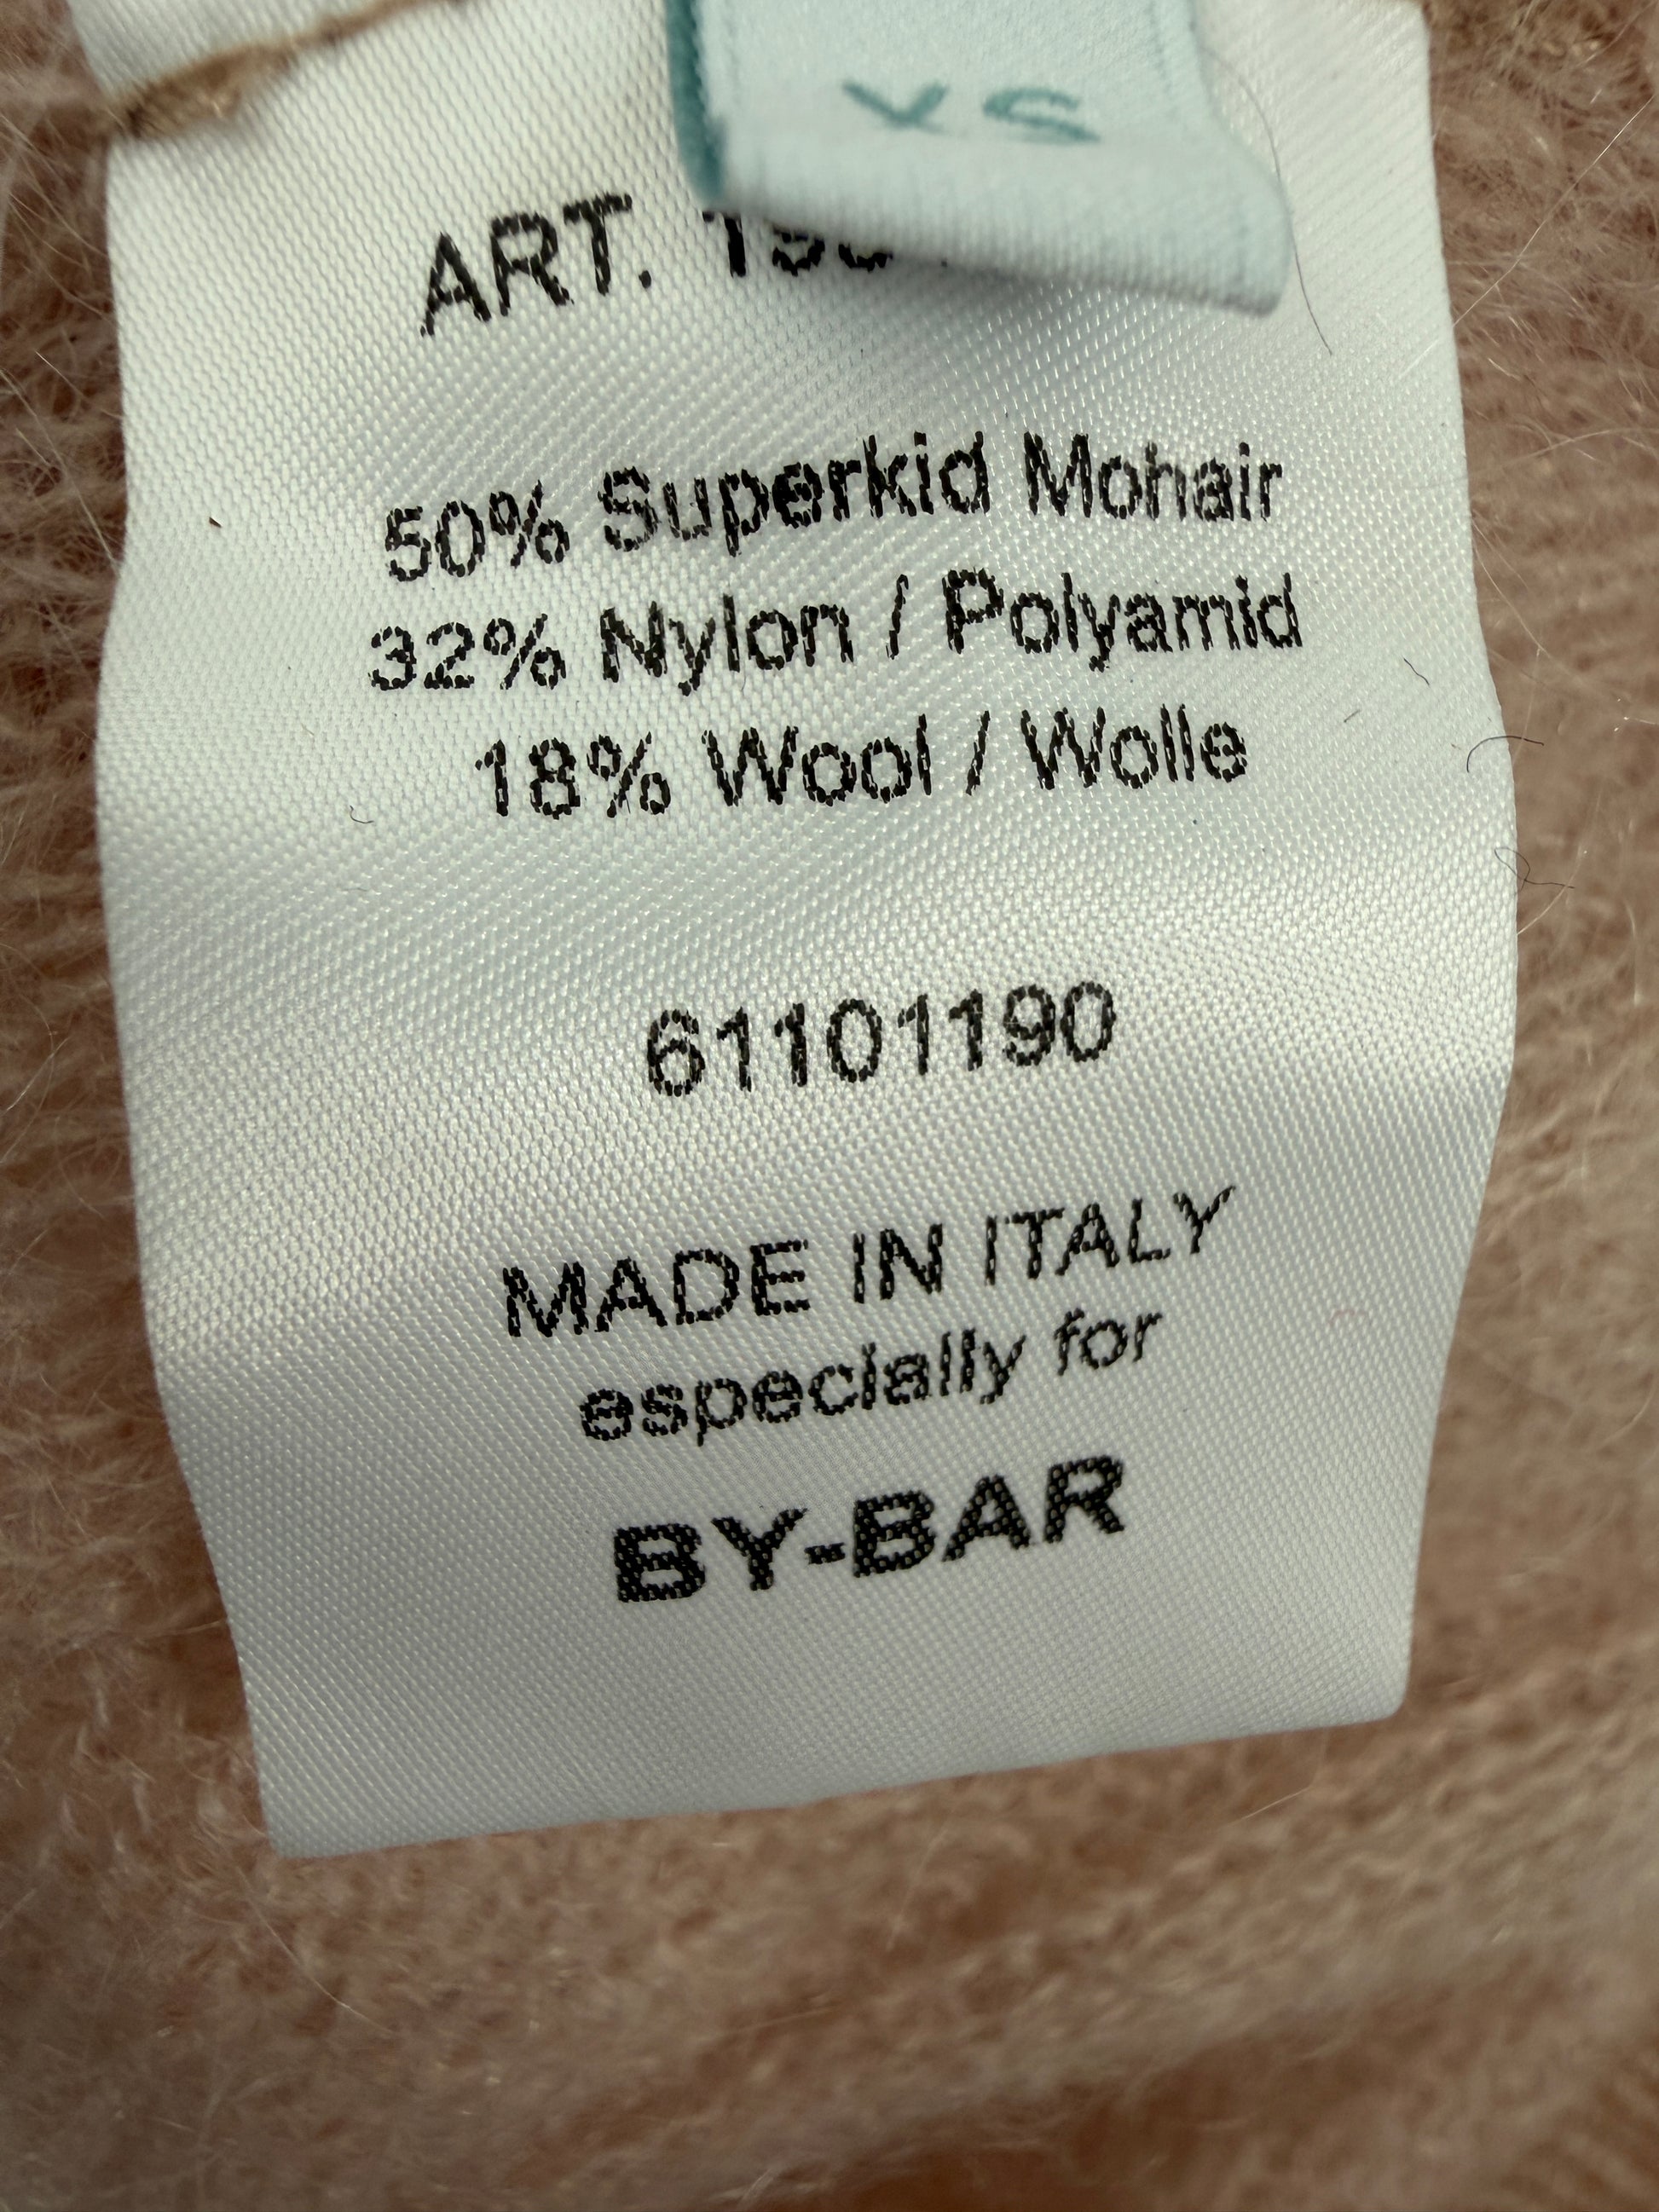 XS
ART.
50% Superkid Mohair
32% Nylon / Polyamid
18% Wool / Wolle
61101190
MADE IN ITALY
especially for
BY-BAR